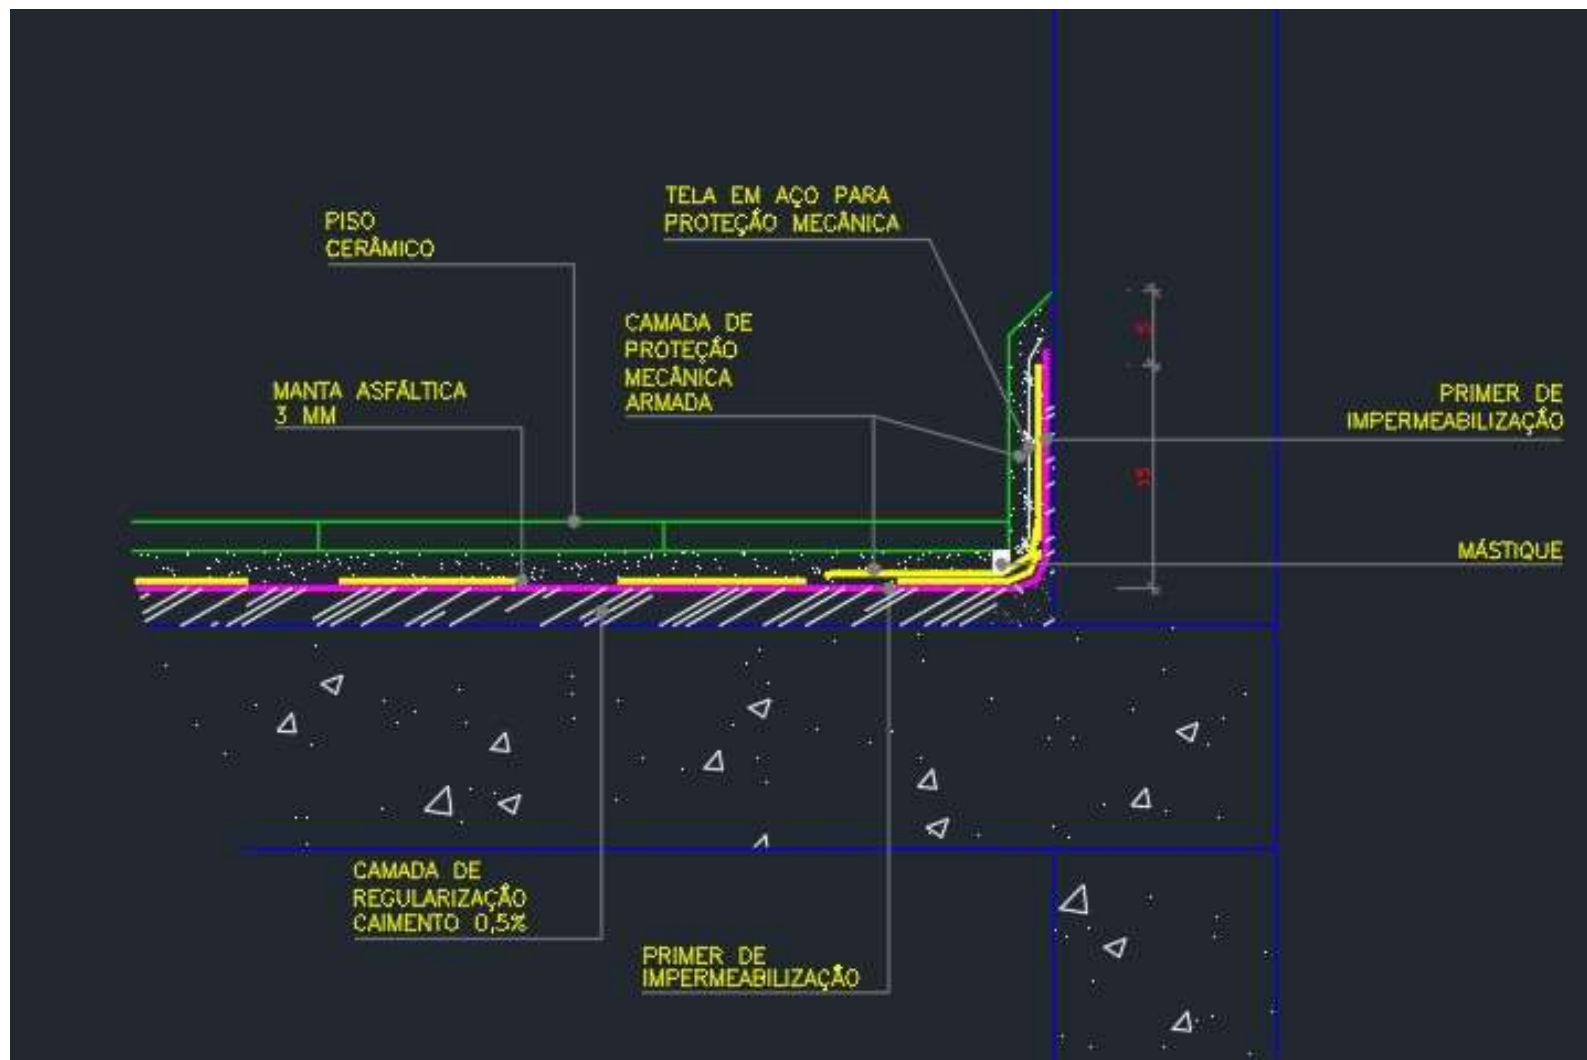 TELA EM AÇO PARA
PROTEÇÃO MECÂNICA
PISO
CERÂMICO
CAMADA DE
PROTEÇÃO
MECÂNICA
ARMADA
MANTA ASFÁLTICA
3 MM
PRIMER DE
IMPERMEABILIZAÇÃO
MÁSTIQUE
CAMADA DE
REGULARIZAÇÃO
CAIMENTO 0,5%
PRIMER DE
IMPERMEABILIZAÇÃO